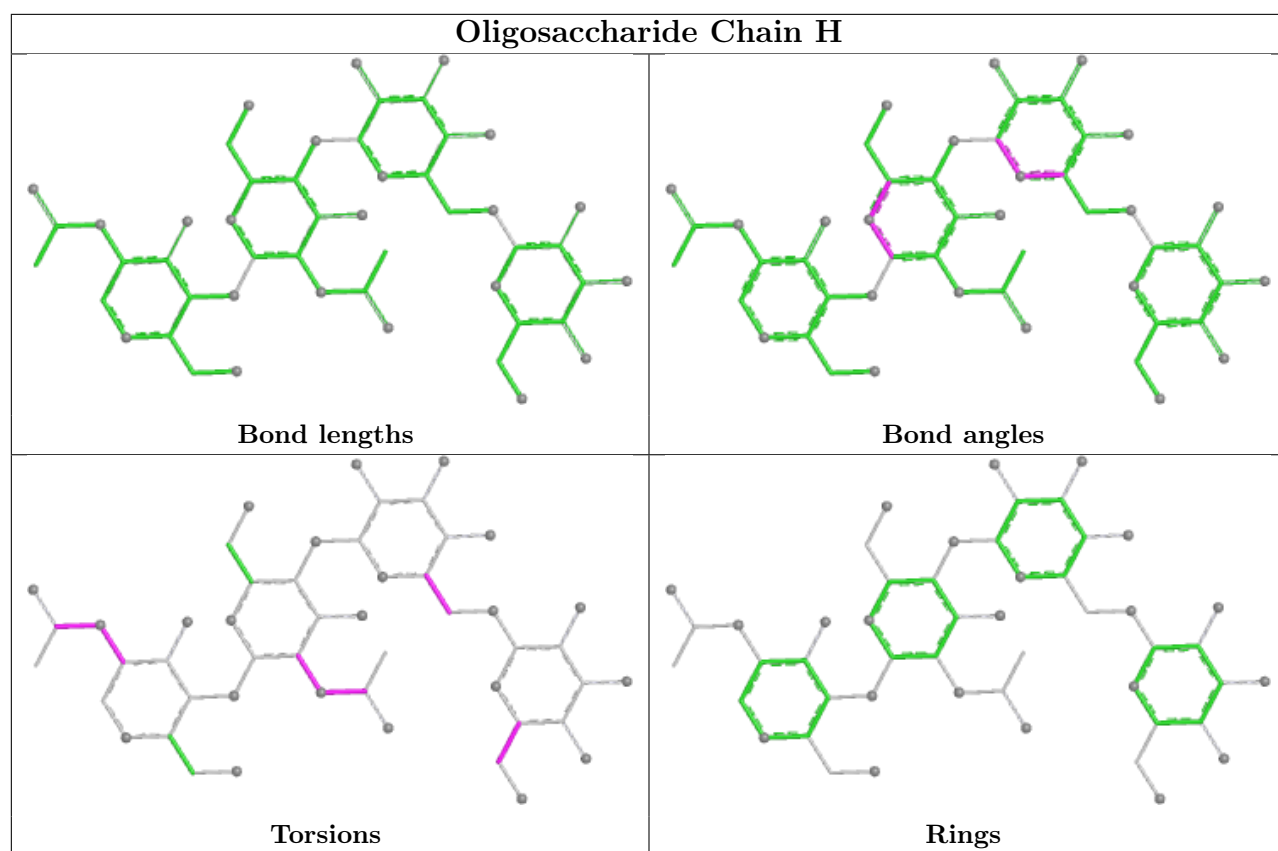 Oligosaccharide Chain H
Bond lengths
Bond angles
Torsions
Rings